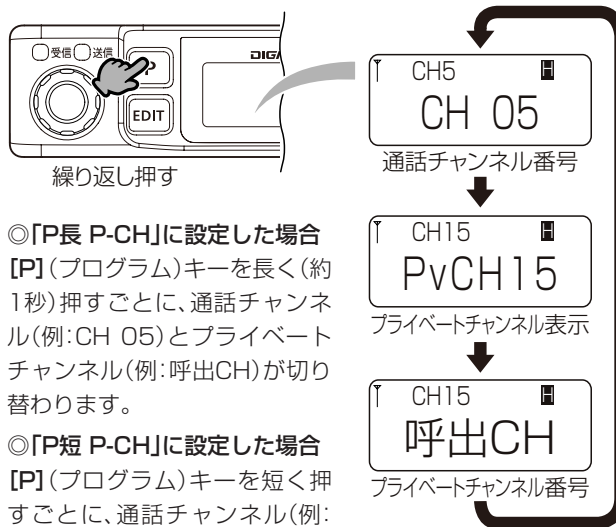 受信 送信
P
EDIT
繰り返し押す
CH5 H
CH 05
通話チャンネル番号
CH15 H
PvCH15
プライベートチャンネル表示
CH15 H
呼出CH
プライベートチャンネル番号
◎「P長 P-CH」に設定した場合
[P](プログラム)キーを長く(約
1秒)押すごとに、通話チャンネ
ル(例:CH 05)とプライベート
チャンネル(例:呼出CH)が切り
替わります。
◎「P短 P-CH」に設定した場合
[P](プログラム)キーを短く押
すごとに、通話チャンネル(例: